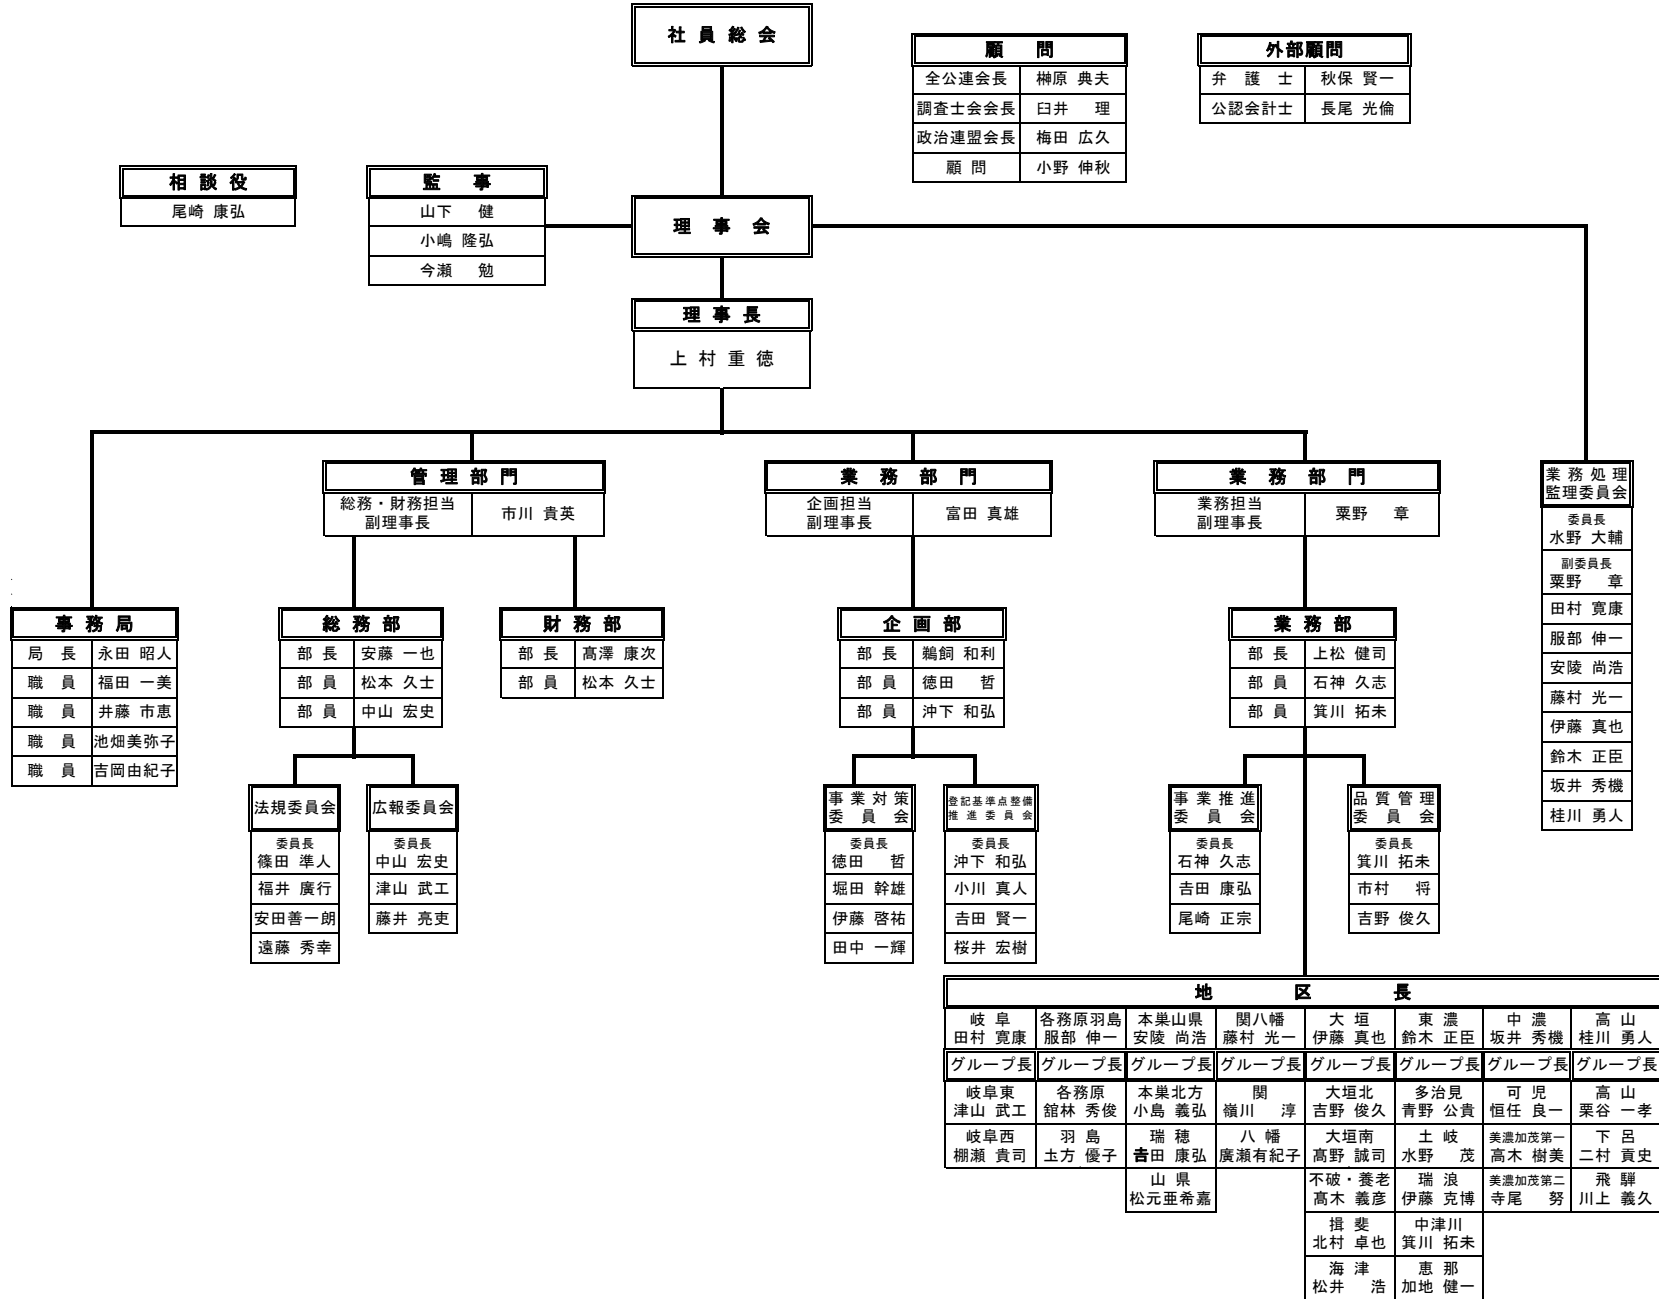 社員総会
顧　問
全公連会長　榊原 典夫
調査士会会長　臼井　理
政治連盟会長　梅田 広久
顧 問　小野 伸秋
外部顧問
弁 護 士　秋保 賢一
公認会計士　長尾 光倫
相談役
尾崎 康弘
監　事
山下　健
小嶋 隆弘
今瀬　勉
理事会
理事長
上村重徳
管理部門
総務・財務担当
副理事長
市川 貴英
業務部門
企画担当
副理事長
富田 真雄
業務部門
業務担当
副理事長
粟野　章
業務処理
監理委員会
委員長
水野 大輔
副委員長
粟野　章
田村 寛康
服部 伸一
安陵 尚浩
藤村 光一
伊藤 真也
鈴木 正臣
坂井 秀機
桂川 勇人
事務局
局 長　永田 昭人
職 員　福田 一美
職 員　井藤 市恵
職 員　池畑美弥子
職 員　吉岡由紀子
総務部
部 長　安藤 一也
部 員　松本 久士
部 員　中山 宏史
財務部
部 長　髙澤 康次
部 員　松本 久士
企画部
部 長　鵜飼 和利
部 員　徳田　哲
部 員　沖下 和弘
業務部
部 長　上松 健司
部 員　石神 久志
部 員　箕川 拓未
法規委員会
委員長
篠田 準人
福井 廣行
安田善一朗
遠藤 秀幸
広報委員会
委員長
中山 宏史
津山 武工
藤井 亮吏
事業対策
委員会
委員長
徳田　哲
堀田 幹雄
伊藤 啓祐
田中 一輝
登記基準点整備
推進委員会
委員長
沖下 和弘
小川 真人
𠮷田 賢一
桜井 宏樹
事業推進
委員会
委員長
石神 久志
𠮷田 康弘
尾崎 正宗
品質管理
委員会
委員長
箕川 拓未
市村　将
吉野 俊久
地　区　長
岐 阜　各務原羽島　本巣山県　関八幡　大 垣　東 濃　中 濃　高 山
田村 寛康　服部 伸一　安陵 尚浩　藤村 光一　伊藤 真也　鈴木 正臣　坂井 秀機　桂川 勇人
グループ長　グループ長　グループ長　グループ長　グループ長　グループ長　グループ長　グループ長
岐阜東　各務原　本巣北方　関　大垣北　多治見　可 児　高 山
津山 武工　舘林 秀俊　小島 義弘　嶺川　淳　吉野 俊久　青野 公貴　恒任 良一　栗谷 一孝
岐阜西　羽 島　瑞 穂　八 幡　大垣南　土 岐　美濃加茂第一　下 呂
棚瀬 貴司　圡方 優子　𠮷田 康弘　廣瀬有紀子　髙野 誠司　水野　茂　高木 樹美　二村 貢史
山 県　不破・養老　瑞 浪　美濃加茂第二　飛 騨
松元亜希嘉　髙木 義彦　伊藤 克博　寺尾　努　川上 義久
揖 斐　中津川
北村 卓也　箕川 拓未
海 津　恵 那
松井　浩　加地 健一